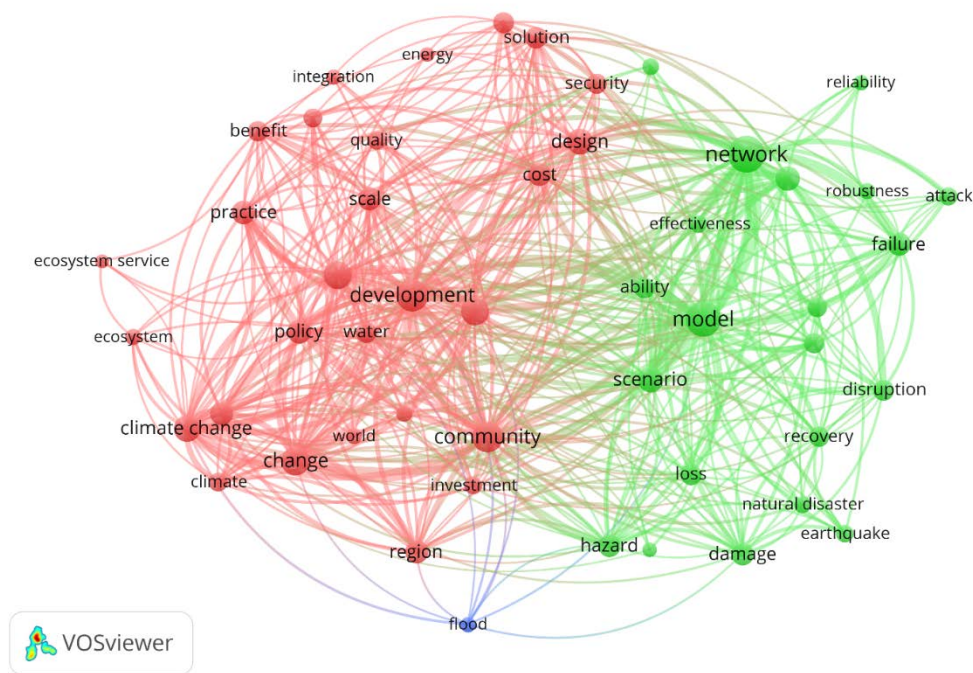 solution
energy
integration
security
reliability
benefit
quality
design
network
cost
robustness
attack
scale
practice
effectiveness
failure
ecosystem service
ability
development
model
ecosystem
policy
water
scenario
disruption
climate change
world
community
recovery
change
climate
investment
loss
natural disaster
earthquake
region
hazard
damage
flood
VOSviewer